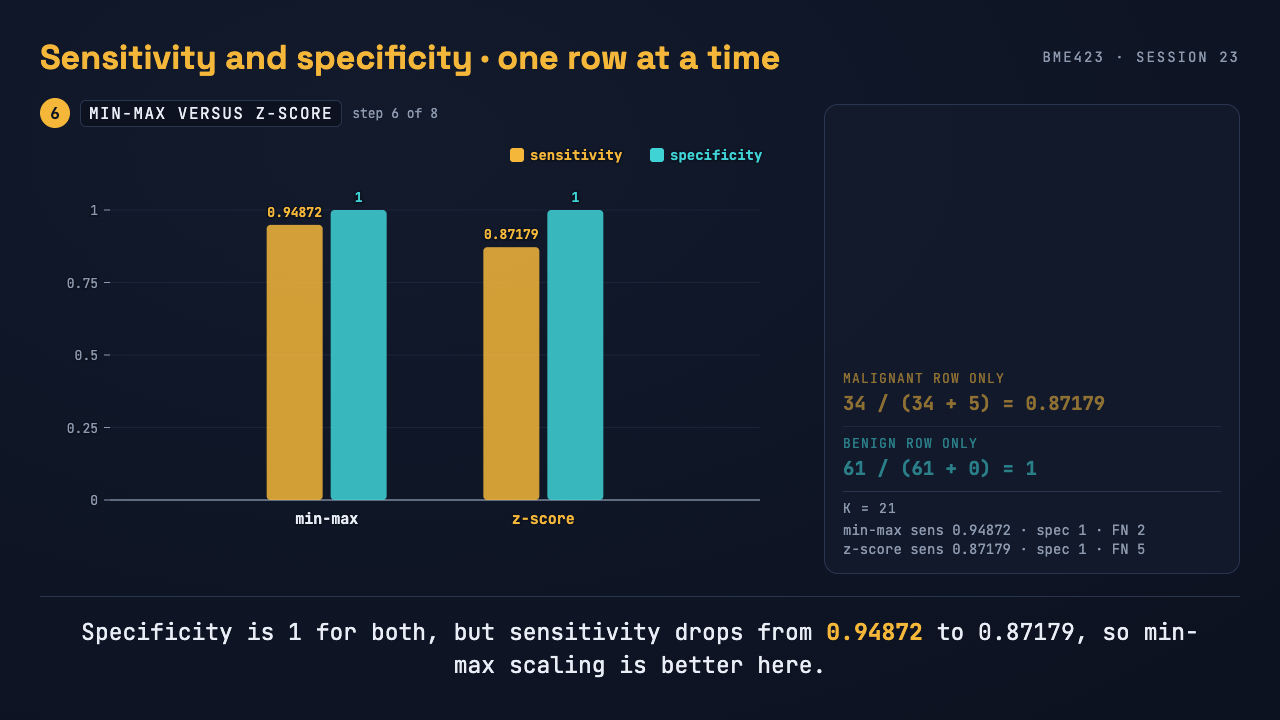 Sensitivity and specificity · one row at a time
BME423 · SESSION 23
6
MIN-MAX VERSUS Z-SCORE
step 6 of 8
sensitivity
specificity
1
0.75
0.5
0.25
0
0.94872
1
0.87179
1
min-max
z-score
MALIGNANT ROW ONLY
34 / (34 + 5) = 0.87179
BENIGN ROW ONLY
61 / (61 + 0) = 1
K = 21
min-max sens 0.94872 · spec 1 · FN 2
z-score sens 0.87179 · spec 1 · FN 5
Specificity is 1 for both, but sensitivity drops from 0.94872 to 0.87179, so min-
max scaling is better here.